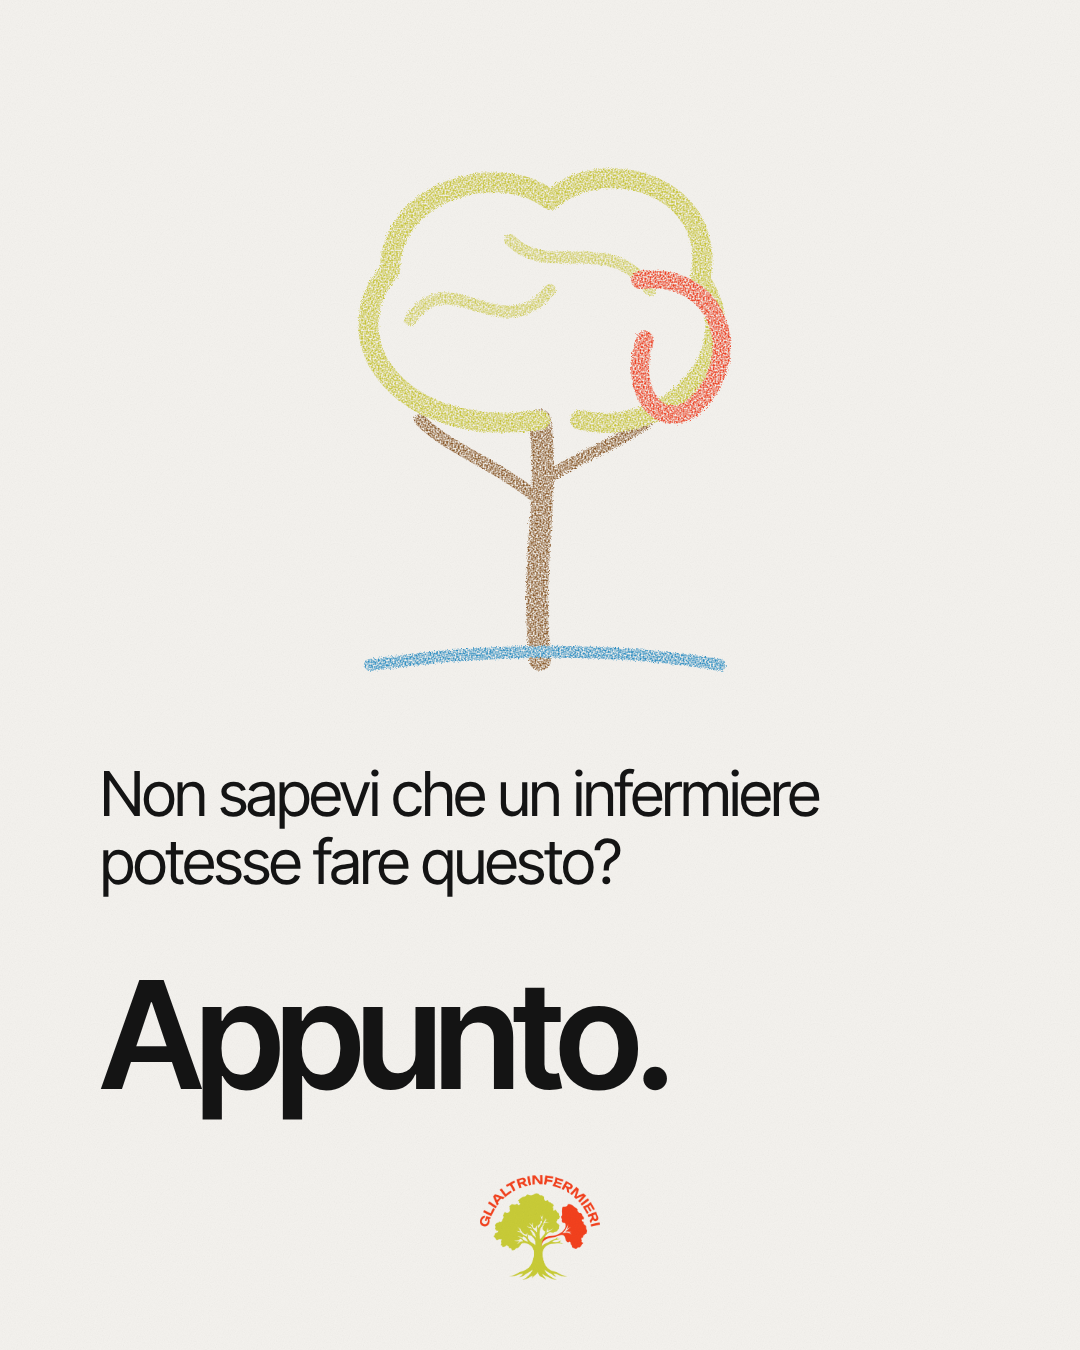 Non sapevi che un infermiere
potesse fare questo?
Appunto.
GLIALTRINFERMIERI